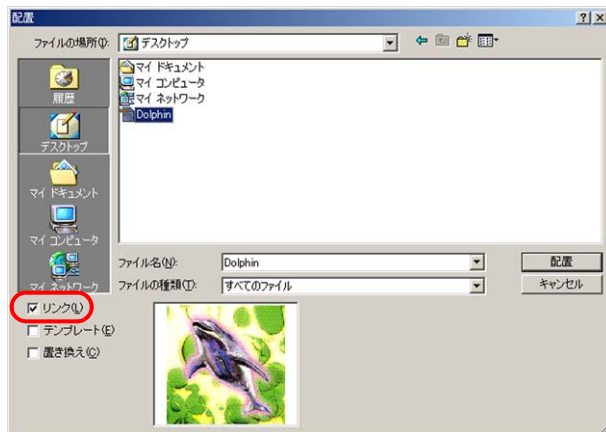 配置
ファイルの場所(I): デスクトップ
履歴
デスクトップ
マイ ドキュメント
マイ コンピュータ
マイ ネットワーク
マイ ドキュメント
マイ コンピュータ
マイ ネットワーク
Dolphin
ファイル名(N): Dolphin 配置
ファイルの種類(T): すべてのファイル キャンセル
リンク(L)
テンプレート(E)
置き換え(C)